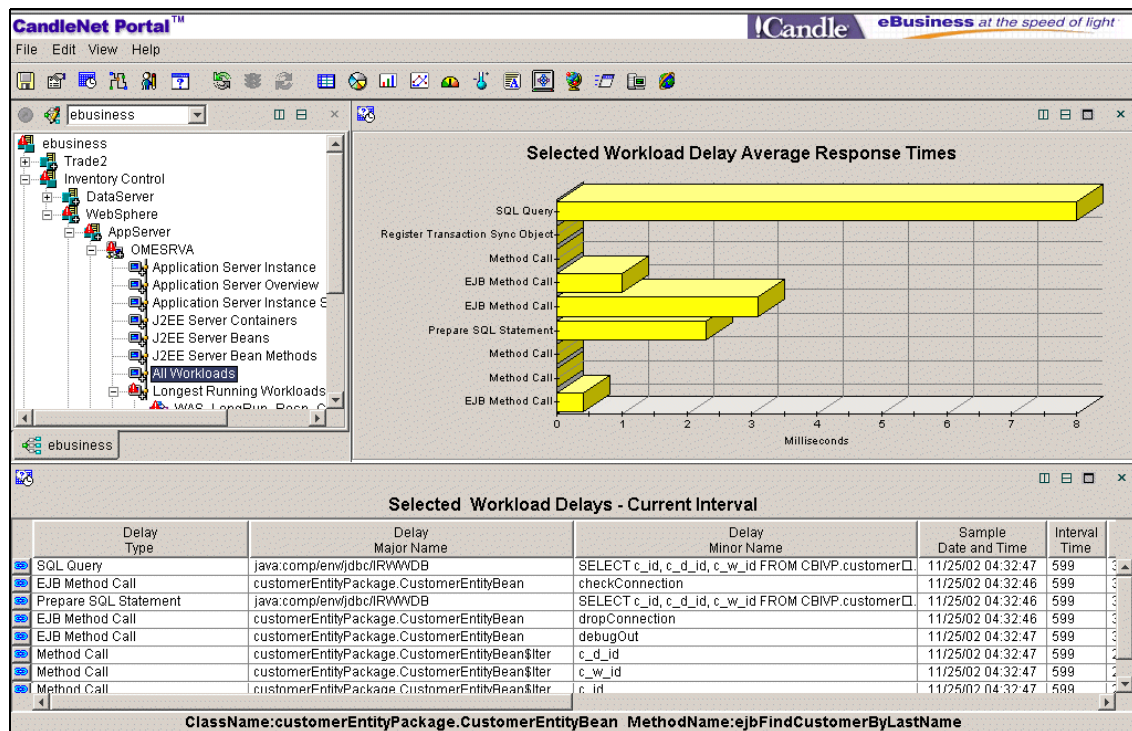 CandleNet Portal™
!Candle eBusiness at the speed of light
File Edit View Help
ebusiness
ebusiness
Trade2
Inventory Control
DataServer
WebSphere
AppServer
OMESRVA
Application Server Instance
Application Server Overview
Application Server Instance S
J2EE Server Containers
J2EE Server Beans
J2EE Server Bean Methods
All Workloads
Longest Running Workloads
WAS_LongRun_Resp_C
ebusiness
Selected Workload Delay Average Response Times
SQL Query
Register Transaction Sync Object
Method Call
EJB Method Call
EJB Method Call
Prepare SQL Statement
Method Call
Method Call
EJB Method Call
0 1 2 3 4 5 6 7 8
Milliseconds
Selected Workload Delays - Current Interval
Delay Type Delay Major Name Delay Minor Name Sample Date and Time Interval Time
SQL Query java:comp/env/jdbc/IRWWDB SELECT c_id, c_d_id, c_w_id FROM CBIVP.customer 11/25/02 04:32:47 599
EJB Method Call customerEntityPackage.CustomerEntityBean checkConnection 11/25/02 04:32:46 599
Prepare SQL Statement java:comp/env/jdbc/IRWWDB SELECT c_id, c_d_id, c_w_id FROM CBIVP.customer 11/25/02 04:32:46 599
EJB Method Call customerEntityPackage.CustomerEntityBean dropConnection 11/25/02 04:32:46 599
EJB Method Call customerEntityPackage.CustomerEntityBean debugOut 11/25/02 04:32:47 599
Method Call customerEntityPackage.CustomerEntityBean$Iter c_d_id 11/25/02 04:32:47 599
Method Call customerEntityPackage.CustomerEntityBean$Iter c_w_id 11/25/02 04:32:47 599
Method Call customerEntityPackage.CustomerEntityBean$Iter c_id 11/25/02 04:32:47 599
ClassName:customerEntityPackage.CustomerEntityBean MethodName:ejbFindCustomerByLastName